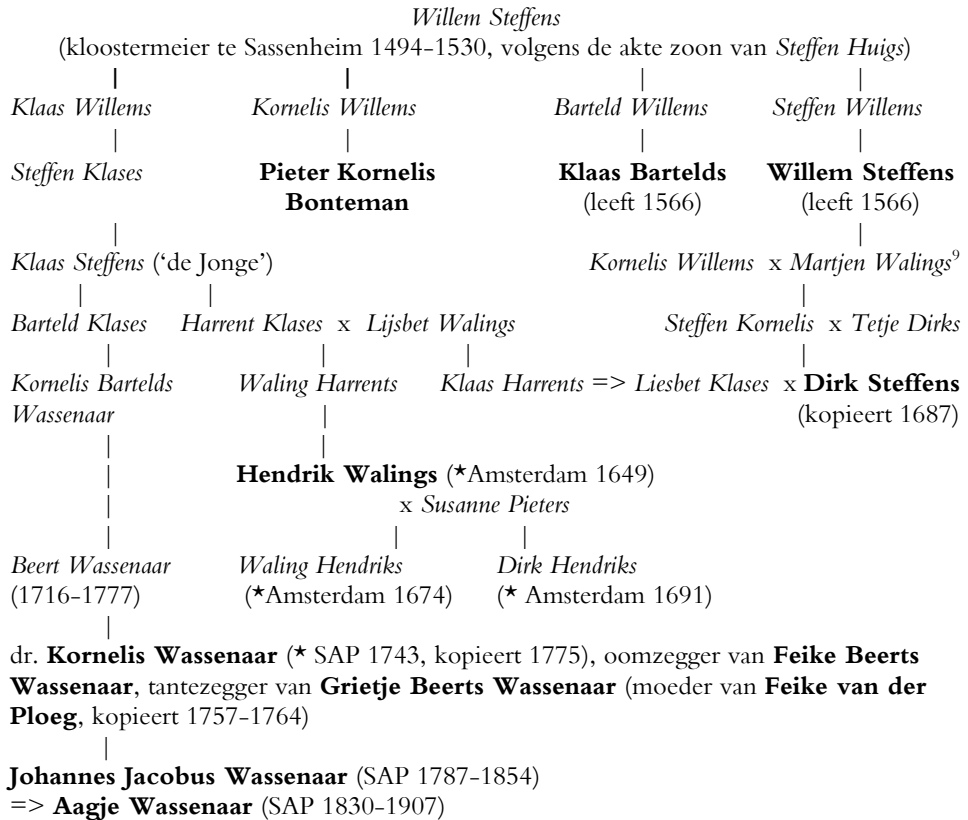 Willem Steffens
(kloostermeier te Sassenheim 1494-1530, volgens de akte zoon van Steffen Huigs)
| | | |
Klaas Willems Kornelis Willems Barteld Willems Steffen Willems
| | | |
Steffen Klases Pieter Kornelis Klaas Bartelds Willem Steffens
Bonteman (leeft 1566) (leeft 1566)
| |
Klaas Steffens (‘de Jonge’) Kornelis Willems x Martjen Walings⁹
| | |
Barteld Klases Harrent Klases x Lijsbet Walings Steffen Kornelis x Tetje Dirks
| | | |
Kornelis Bartelds Waling Harrents Klaas Harrents => Liesbet Klases x Dirk Steffens
Wassenaar | (kopieert 1687)
| |
| Hendrik Walings (★Amsterdam 1649)
| x Susanne Pieters
| | |
Beert Wassenaar Waling Hendriks Dirk Hendriks
(1716-1777) (★Amsterdam 1674) (★ Amsterdam 1691)
|
dr. Kornelis Wassenaar (★ SAP 1743, kopieert 1775), oomzegger van Feike Beerts
Wassenaar, tantezegger van Grietje Beerts Wassenaar (moeder van Feike van der
Ploeg, kopieert 1757-1764)
|
Johannes Jacobus Wassenaar (SAP 1787-1854)
=> Aagje Wassenaar (SAP 1830-1907)